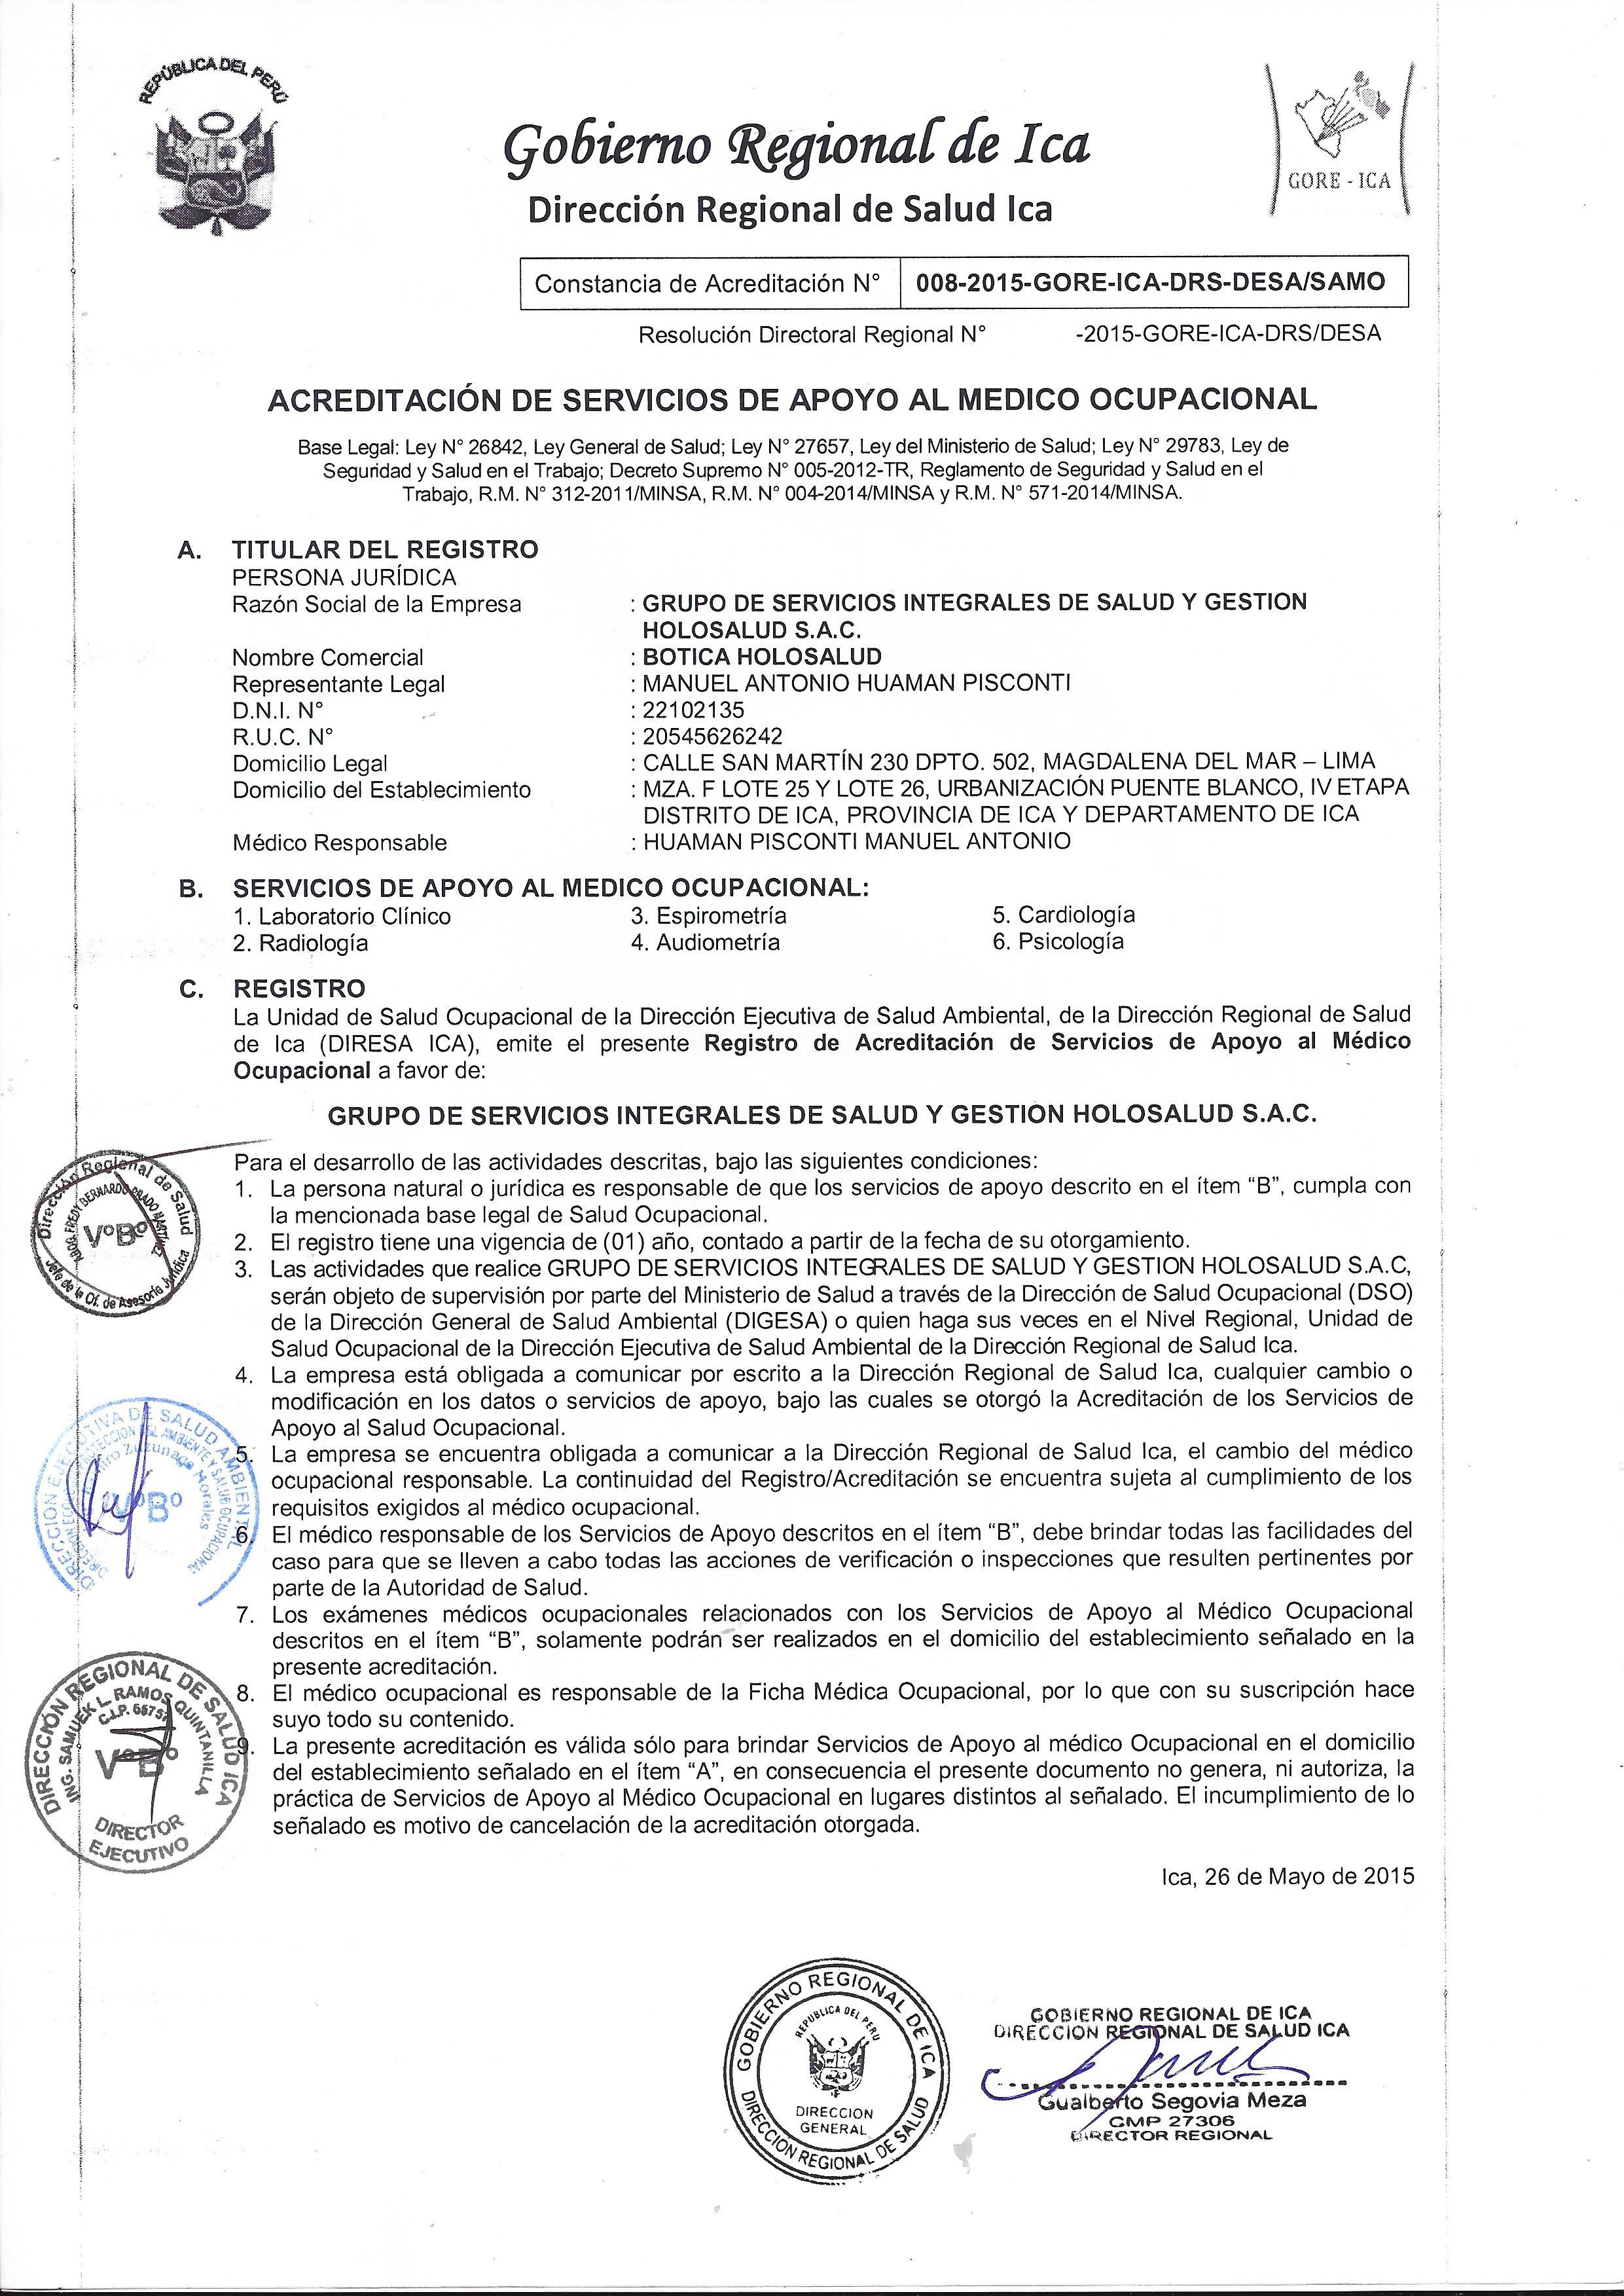 REPÚBLICA DEL PERÚ
Gobierno Regional de Ica
Dirección Regional de Salud Ica
GORE - ICA
Constancia de Acreditación N° 008-2015-GORE-ICA-DRS-DESA/SAMO
Resolución Directoral Regional N° -2015-GORE-ICA-DRS/DESA
ACREDITACIÓN DE SERVICIOS DE APOYO AL MEDICO OCUPACIONAL
Base Legal: Ley N° 26842, Ley General de Salud; Ley N° 27657, Ley del Ministerio de Salud; Ley N° 29783, Ley de
Seguridad y Salud en el Trabajo; Decreto Supremo N° 005-2012-TR, Reglamento de Seguridad y Salud en el
Trabajo, R.M. N° 312-2011/MINSA, R.M. N° 004-2014/MINSA y R.M. N° 571-2014/MINSA.
A. TITULAR DEL REGISTRO
PERSONA JURÍDICA
Razón Social de la Empresa : GRUPO DE SERVICIOS INTEGRALES DE SALUD Y GESTION
HOLOSALUD S.A.C.
Nombre Comercial : BOTICA HOLOSALUD
Representante Legal : MANUEL ANTONIO HUAMAN PISCONTI
D.N.I. N° : 22102135
R.U.C. N° : 20545626242
Domicilio Legal : CALLE SAN MARTÍN 230 DPTO. 502, MAGDALENA DEL MAR – LIMA
Domicilio del Establecimiento : MZA. F LOTE 25 Y LOTE 26, URBANIZACIÓN PUENTE BLANCO, IV ETAPA
DISTRITO DE ICA, PROVINCIA DE ICA Y DEPARTAMENTO DE ICA
Médico Responsable : HUAMAN PISCONTI MANUEL ANTONIO
B. SERVICIOS DE APOYO AL MEDICO OCUPACIONAL:
1. Laboratorio Clínico 3. Espirometría 5. Cardiología
2. Radiología 4. Audiometría 6. Psicología
C. REGISTRO
La Unidad de Salud Ocupacional de la Dirección Ejecutiva de Salud Ambiental, de la Dirección Regional de Salud
de Ica (DIRESA ICA), emite el presente Registro de Acreditación de Servicios de Apoyo al Médico
Ocupacional a favor de:
GRUPO DE SERVICIOS INTEGRALES DE SALUD Y GESTION HOLOSALUD S.A.C.
Para el desarrollo de las actividades descritas, bajo las siguientes condiciones:
1. La persona natural o jurídica es responsable de que los servicios de apoyo descrito en el ítem “B”, cumpla con
la mencionada base legal de Salud Ocupacional.
2. El registro tiene una vigencia de (01) año, contado a partir de la fecha de su otorgamiento.
3. Las actividades que realice GRUPO DE SERVICIOS INTEGRALES DE SALUD Y GESTION HOLOSALUD S.A.C,
serán objeto de supervisión por parte del Ministerio de Salud a través de la Dirección de Salud Ocupacional (DSO)
de la Dirección General de Salud Ambiental (DIGESA) o quien haga sus veces en el Nivel Regional, Unidad de
Salud Ocupacional de la Dirección Ejecutiva de Salud Ambiental de la Dirección Regional de Salud Ica.
4. La empresa está obligada a comunicar por escrito a la Dirección Regional de Salud Ica, cualquier cambio o
modificación en los datos o servicios de apoyo, bajo las cuales se otorgó la Acreditación de los Servicios de
Apoyo al Salud Ocupacional.
5. La empresa se encuentra obligada a comunicar a la Dirección Regional de Salud Ica, el cambio del médico
ocupacional responsable. La continuidad del Registro/Acreditación se encuentra sujeta al cumplimiento de los
requisitos exigidos al médico ocupacional.
6. El médico responsable de los Servicios de Apoyo descritos en el ítem “B”, debe brindar todas las facilidades del
caso para que se lleven a cabo todas las acciones de verificación o inspecciones que resulten pertinentes por
parte de la Autoridad de Salud.
7. Los exámenes médicos ocupacionales relacionados con los Servicios de Apoyo al Médico Ocupacional
descritos en el ítem “B”, solamente podrán ser realizados en el domicilio del establecimiento señalado en la
presente acreditación.
8. El médico ocupacional es responsable de la Ficha Médica Ocupacional, por lo que con su suscripción hace
suyo todo su contenido.
9. La presente acreditación es válida sólo para brindar Servicios de Apoyo al médico Ocupacional en el domicilio
del establecimiento señalado en el ítem “A”, en consecuencia el presente documento no genera, ni autoriza, la
práctica de Servicios de Apoyo al Médico Ocupacional en lugares distintos al señalado. El incumplimiento de lo
señalado es motivo de cancelación de la acreditación otorgada.
Ica, 26 de Mayo de 2015
Dirección Regional de Salud
ABOG. FREDY BERNARDO PRADO
V°B°
Jefe de la Of. de Asesoría Jurídica
DIRECCION EJECUTIVA DE SALUD AMBIENTAL
PROTECCION DEL AMBIENTE Y SALUD OCUPACIONAL
Zuzunaga Morales
V°B°
DIRECCIÓN REGIONAL DE SALUD ICA
ING. SAMUEK L. RAMOS QUINTANILLA
C.I.P. 66757
V°B°
DIRECTOR
EJECUTIVO
GOBIERNO REGIONAL DE ICA
REPUBLICA DEL PERU
DIRECCION
GENERAL
DIRECCION REGIONAL DE SALUD
GOBIERNO REGIONAL DE ICA
DIRECCION REGIONAL DE SALUD ICA
Gualberto Segovia Meza
CMP 27306
DIRECTOR REGIONAL